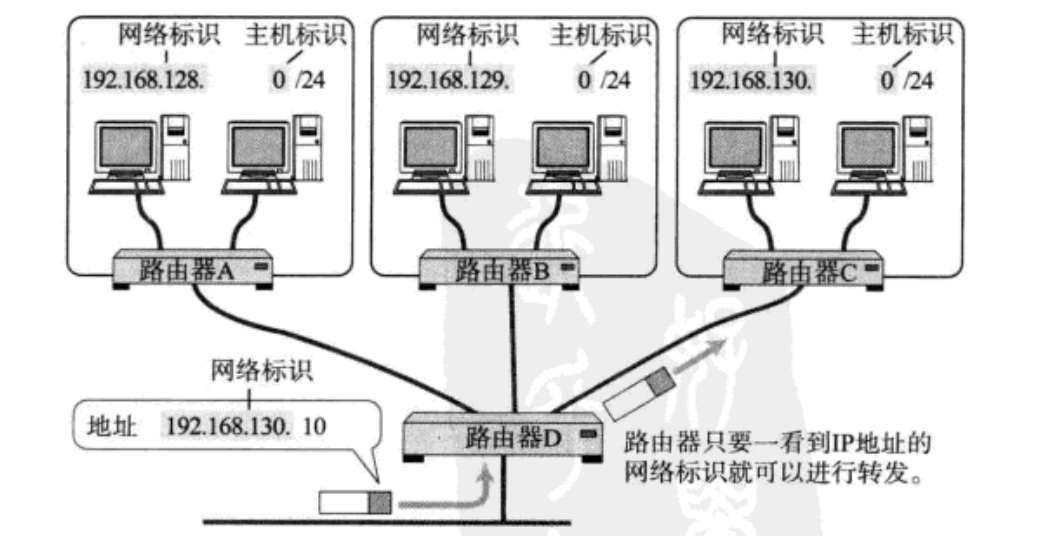 网络标识 主机标识
192.168.128. 0 /24
网络标识 主机标识
192.168.129. 0 /24
网络标识 主机标识
192.168.130. 0 /24
路由器A
路由器B
路由器C
网络标识
地址 192.168.130. 10
路由器D
路由器只要一看到IP地址的
网络标识就可以进行转发。